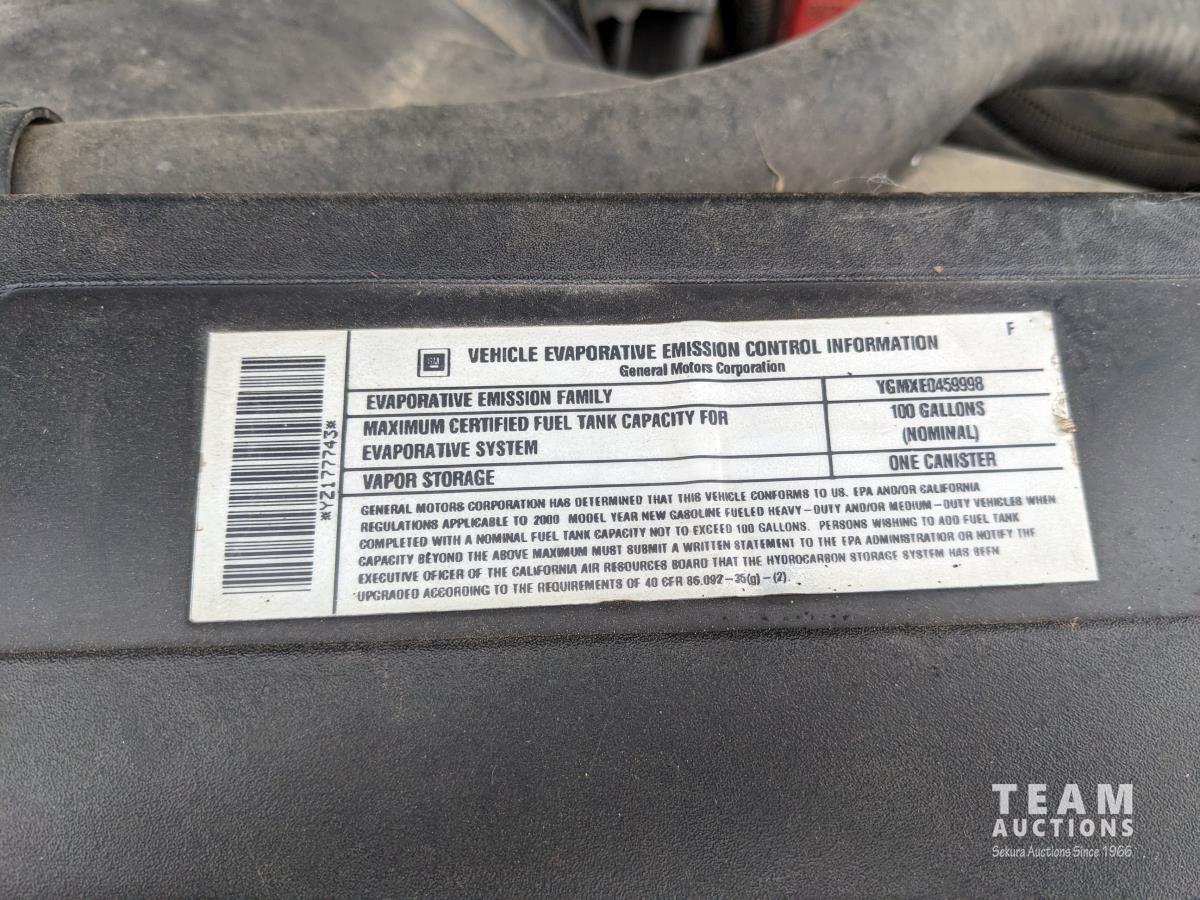 F
GM
VEHICLE EVAPORATIVE EMISSION CONTROL INFORMATION
General Motors Corporation
EVAPORATIVE EMISSION FAMILY YGMXE0459998
MAXIMUM CERTIFIED FUEL TANK CAPACITY FOR 100 GALLONS
EVAPORATIVE SYSTEM (NOMINAL)
VAPOR STORAGE ONE CANISTER
GENERAL MOTORS CORPORATION HAS DETERMINED THAT THIS VEHICLE CONFORMS TO US. EPA AND/OR CALIFORNIA
REGULATIONS APPLICABLE TO 2000 MODEL YEAR NEW GASOLINE FUELED HEAVY-DUTY AND/OR MEDIUM-DUTY VEHICLES WHEN
COMPLETED WITH A NOMINAL FUEL TANK CAPACITY NOT TO EXCEED 100 GALLONS. PERSONS WISHING TO ADD FUEL TANK
CAPACITY BEYOND THE ABOVE MAXIMUM MUST SUBMIT A WRITTEN STATEMENT TO THE EPA ADMINISTRATIOR OR NOTIFY THE
EXECUTIVE OFICER OF THE CALIFORNIA AIR RESOURCES BOARD THAT THE HYDROCARBON STORAGE SYSTEM HAS BEEN
UPGRADED ACCORDING TO THE REQUIREMENTS OF 40 CFR 86.092-35(g)-(2).
*YZ177743*
TEAM
AUCTIONS
Sekura Auctions Since 1966